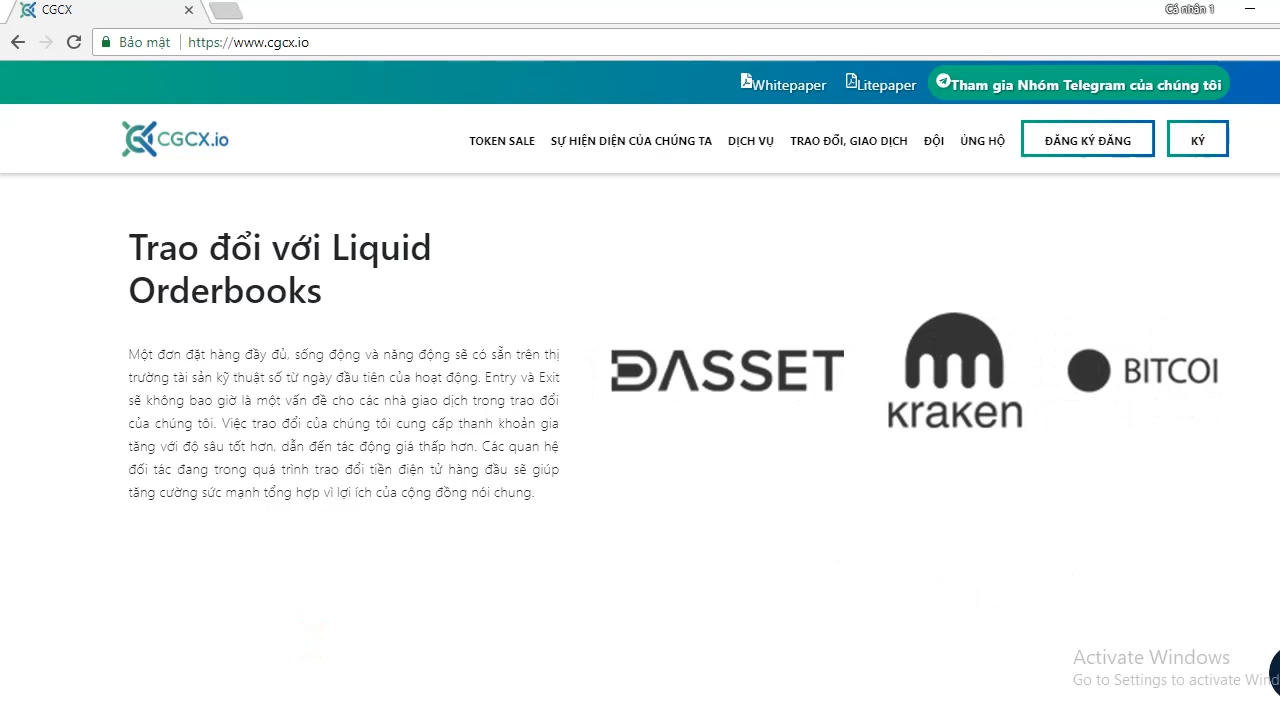 CGCX
Cá nhân 1
Bảo mật
https://www.cgcx.io
Whitepaper
Litepaper
Tham gia Nhóm Telegram của chúng tôi
CGCX.io
TOKEN SALE
SỰ HIỆN DIỆN CỦA CHÚNG TA
DỊCH VỤ
TRAO ĐỔI, GIAO DỊCH
ĐỘI
ỦNG HỘ
ĐĂNG KÝ ĐĂNG
KÝ
Trao đổi với Liquid
Orderbooks
Một đơn đặt hàng đầy đủ, sống động và năng động sẽ có sẵn trên thị
trường tài sản kỹ thuật số từ ngày đầu tiên của hoạt động. Entry và Exit
sẽ không bao giờ là một vấn đề cho các nhà giao dịch trong trao đổi
của chúng tôi. Việc trao đổi của chúng tôi cung cấp thanh khoản gia
tăng với độ sâu tốt hơn, dẫn đến tác động giá thấp hơn. Các quan hệ
đối tác đang trong quá trình trao đổi tiền điện tử hàng đầu sẽ giúp
tăng cường sức mạnh tổng hợp vì lợi ích của cộng đồng nói chung.
DASSET
kraken
BITCOI
Activate Windows
Go to Settings to activate Wind